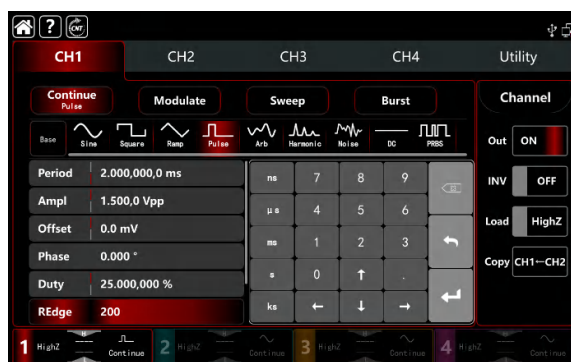 ? CNT
CH1 CH2 CH3 CH4 Utility
Continue Modulate Sweep Burst Channel
Pulse
Base Sine Square Ramp Pulse Arb Harmonic Noise DC PRBS
Out ON
Period 2.000,000,0 ms
ns 7 8 9
INV OFF
Ampl 1.500,0 Vpp
μs 4 5 6
Load HighZ
Offset 0.0 mV
ms 1 2 3
Copy CH1←CH2
Phase 0.000 °
s 0 ↑ .
Duty 25.000,000 %
REdge 200
ks ← ↓ →
1 HighZ Continue 2 HighZ Continue 3 HighZ Continue 4 HighZ Continue